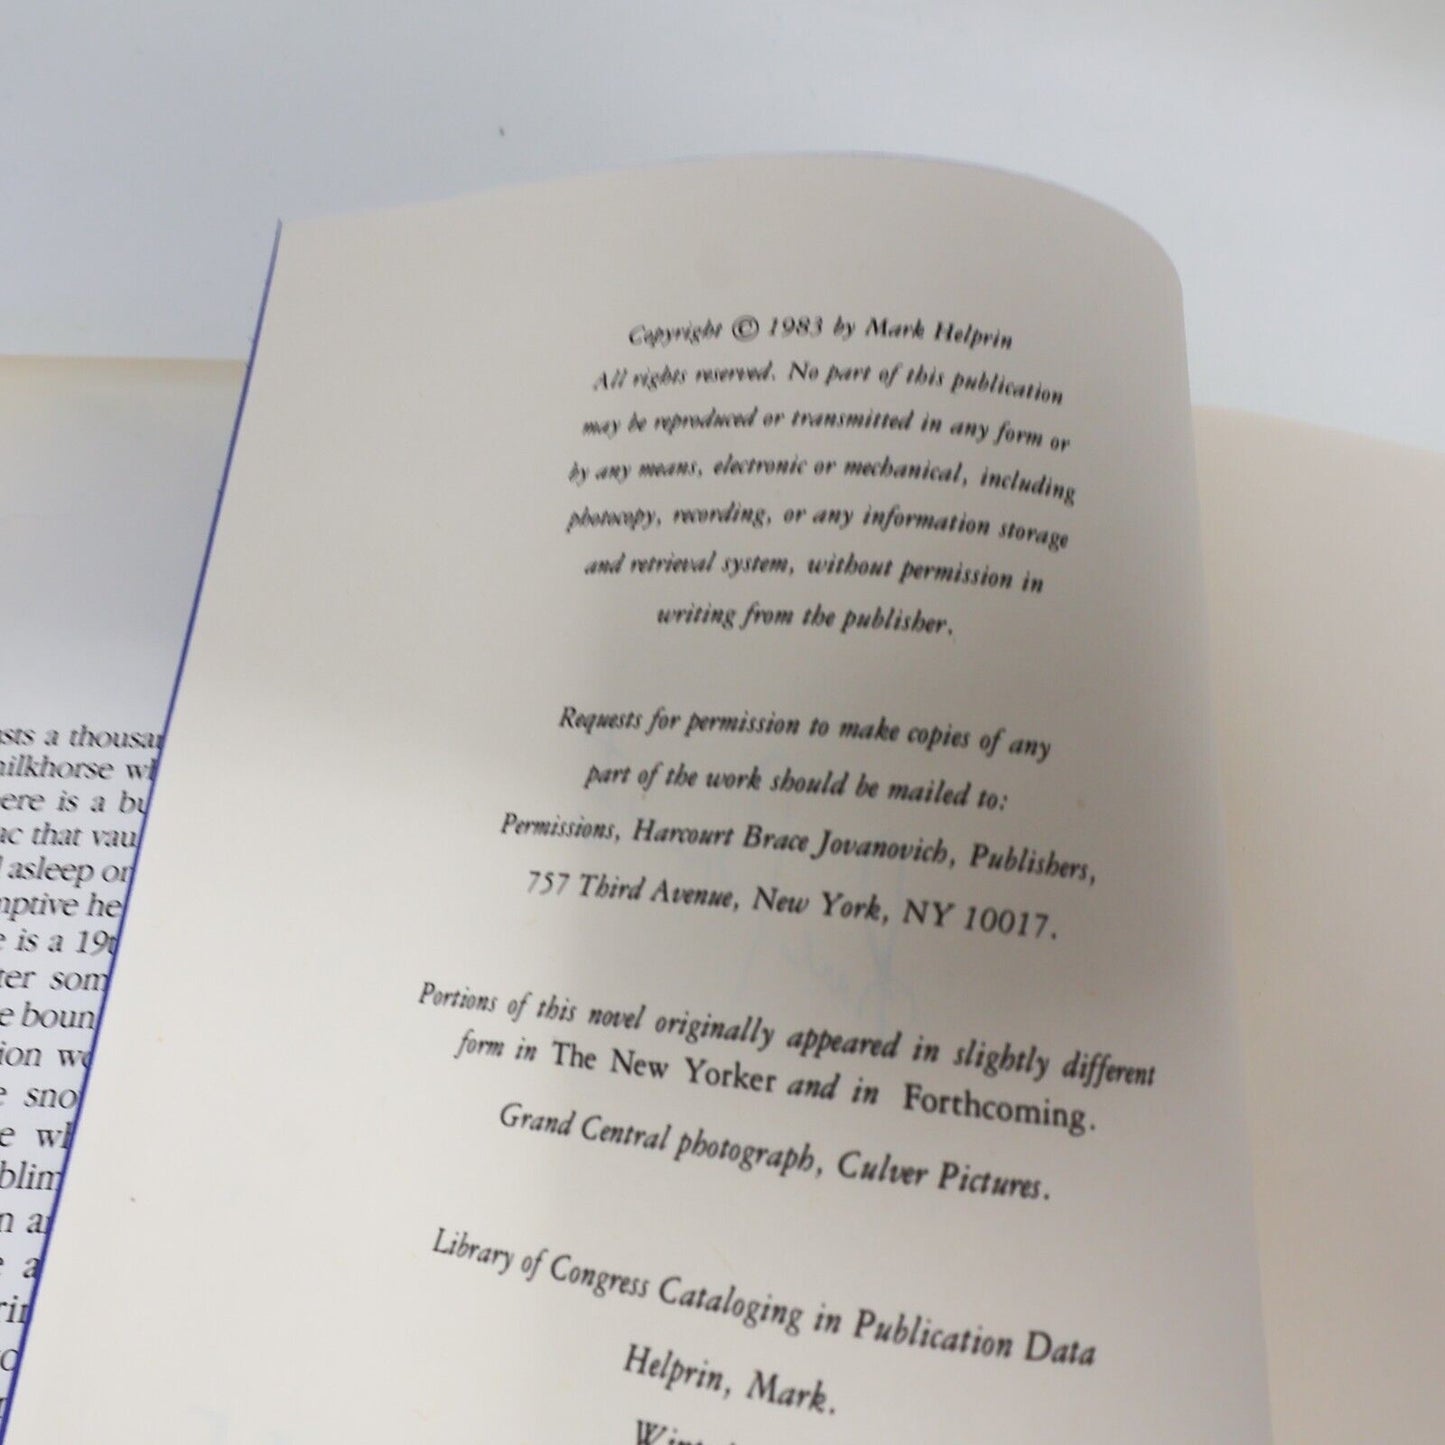 Copyright © 1983 by Mark Helprin
All rights reserved. No part of this publication
may be reproduced or transmitted in any form or
by any means, electronic or mechanical, including
photocopy, recording, or any information storage
and retrieval system, without permission in
writing from the publisher.
Requests for permission to make copies of any
part of the work should be mailed to:
Permissions, Harcourt Brace Jovanovich, Publishers,
757 Third Avenue, New York, NY 10017.
Portions of this novel originally appeared in slightly different
form in The New Yorker and in Forthcoming.
Grand Central photograph, Culver Pictures.
Library of Congress Cataloging in Publication Data
Helprin, Mark.
a thousan
is a
that
asleep
is a